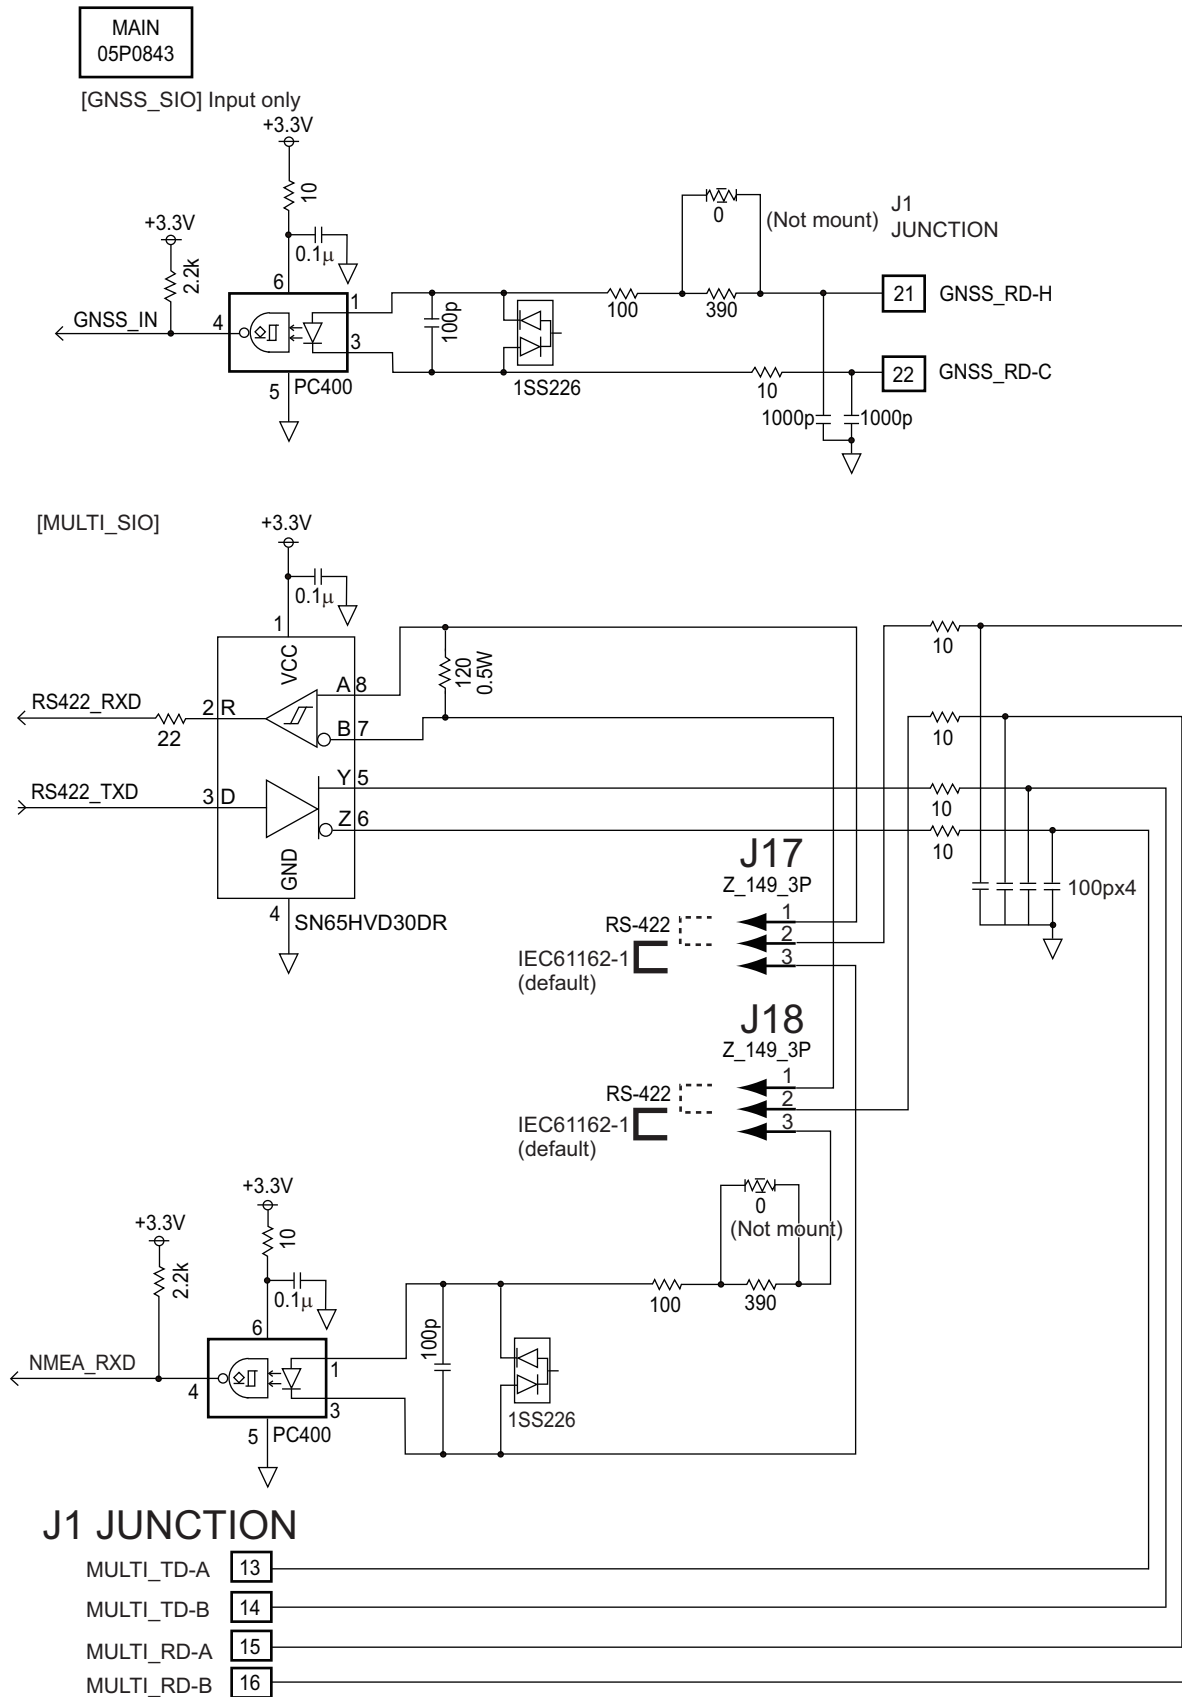 MAIN
05P0843
[GNSS_SIO] Input only
+3.3V
10
0
(Not mount)
J1
JUNCTION
+3.3V
2.2k
0.1μ
6
1
GNSS_IN
4
3
100p
100
390
21
GNSS_RD-H
5
PC400
1SS226
10
22
GNSS_RD-C
1000p
1000p
[MULTI_SIO]
+3.3V
0.1μ
1
VCC
120
0.5W
10
A
8
RS422_RXD
2
R
22
B
7
10
Y
5
RS422_TXD
3
D
10
Z
6
10
GND
4
SN65HVD30DR
100px4
J17
Z_149_3P
RS-422
1
2
3
IEC61162-1
(default)
J18
Z_149_3P
RS-422
1
2
3
IEC61162-1
(default)
+3.3V
10
0
(Not mount)
+3.3V
2.2k
0.1μ
100
390
6
100p
NMEA_RXD
4
1
3
5
PC400
1SS226
J1 JUNCTION
MULTI_TD-A
13
MULTI_TD-B
14
MULTI_RD-A
15
MULTI_RD-B
16